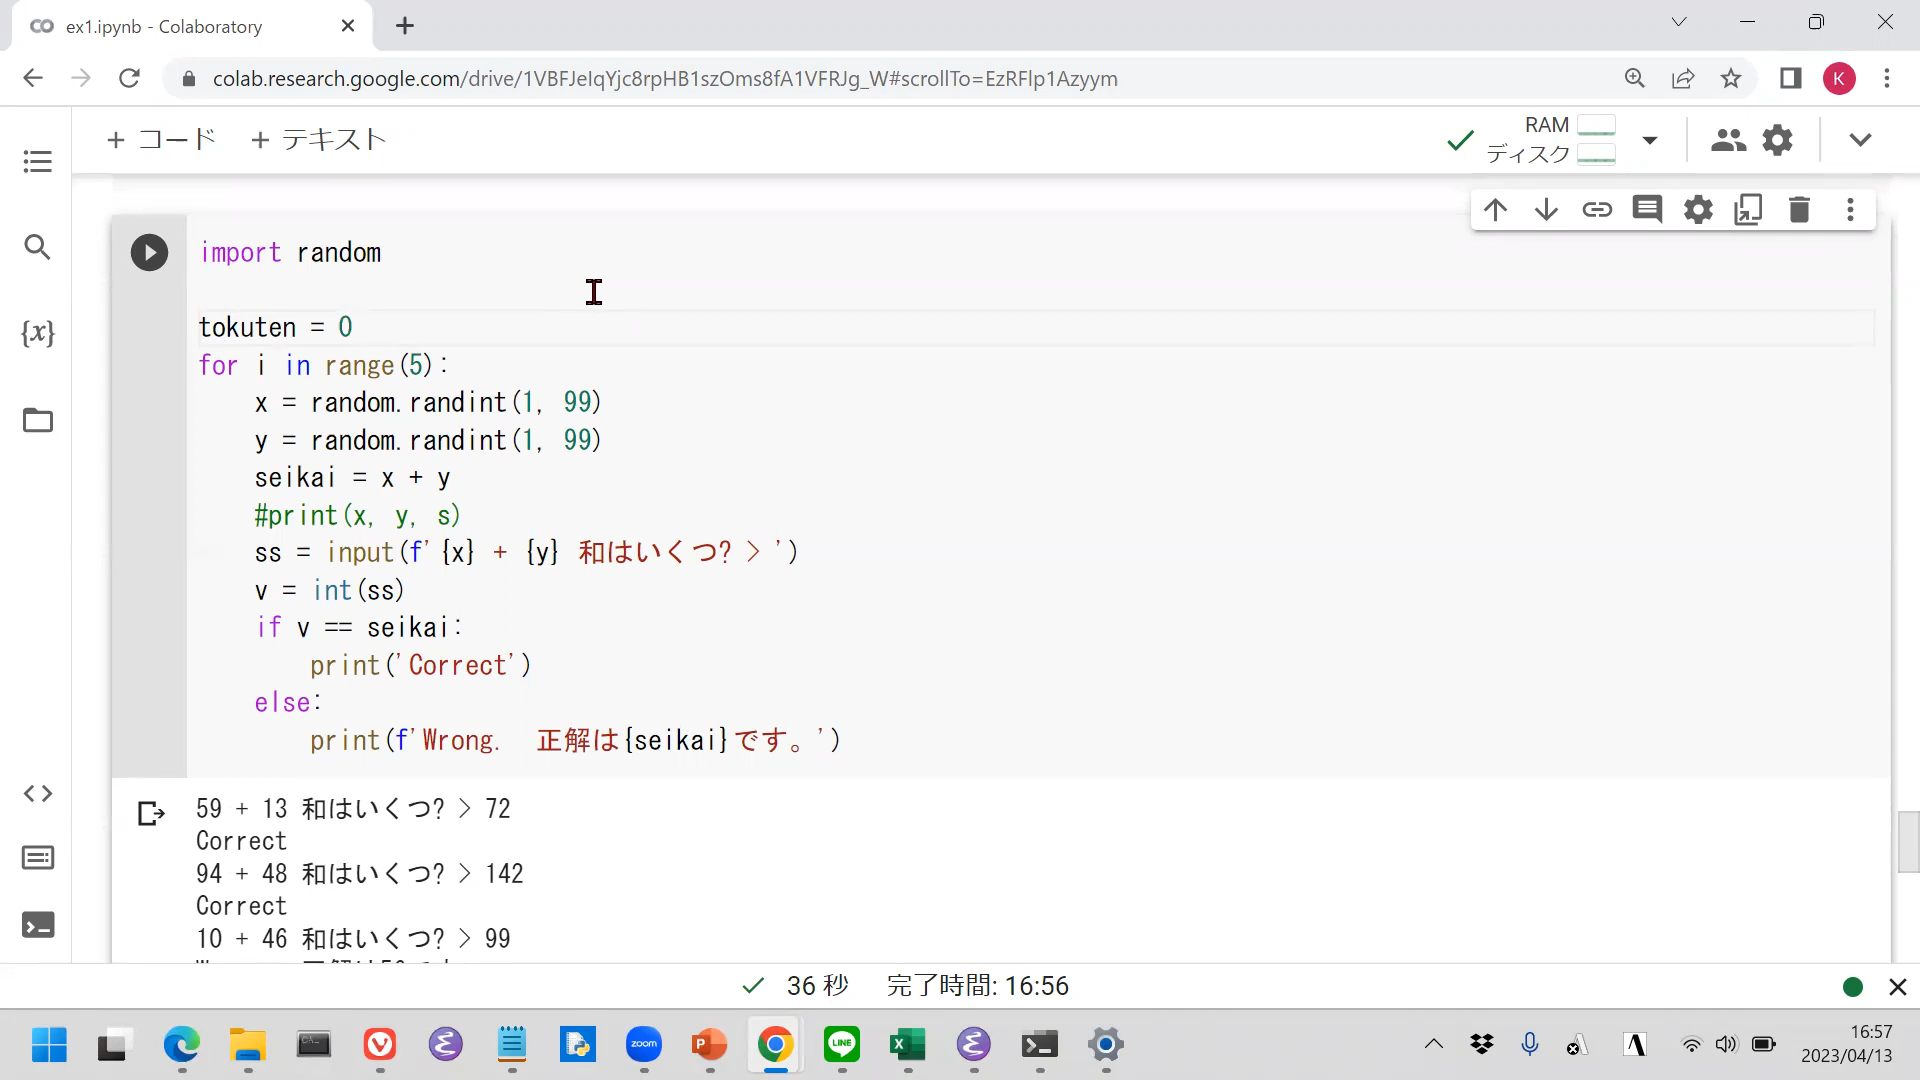 ex1.ipynb - Colaboratory
colab.research.google.com/drive/1VBFJeIqYjc8rpHB1szOms8fA1VFRJg_W#scrollTo=EzRFlp1Azyym
K
+ コード + テキスト
RAM
ディスク
{x}
import random
tokuten = 0
for i in range(5):
    x = random.randint(1, 99)
    y = random.randint(1, 99)
    seikai = x + y
    #print(x, y, s)
    ss = input(f'{x} + {y} 和はいくつ? > ')
    v = int(ss)
    if v == seikai:
        print('Correct')
    else:
        print(f'Wrong.  正解は{seikai}です。')
59 + 13 和はいくつ? > 72
Correct
94 + 48 和はいくつ? > 142
Correct
10 + 46 和はいくつ? > 99
36 秒 完了時間: 16:56
zoom
LINE
A
16:57
2023/04/13